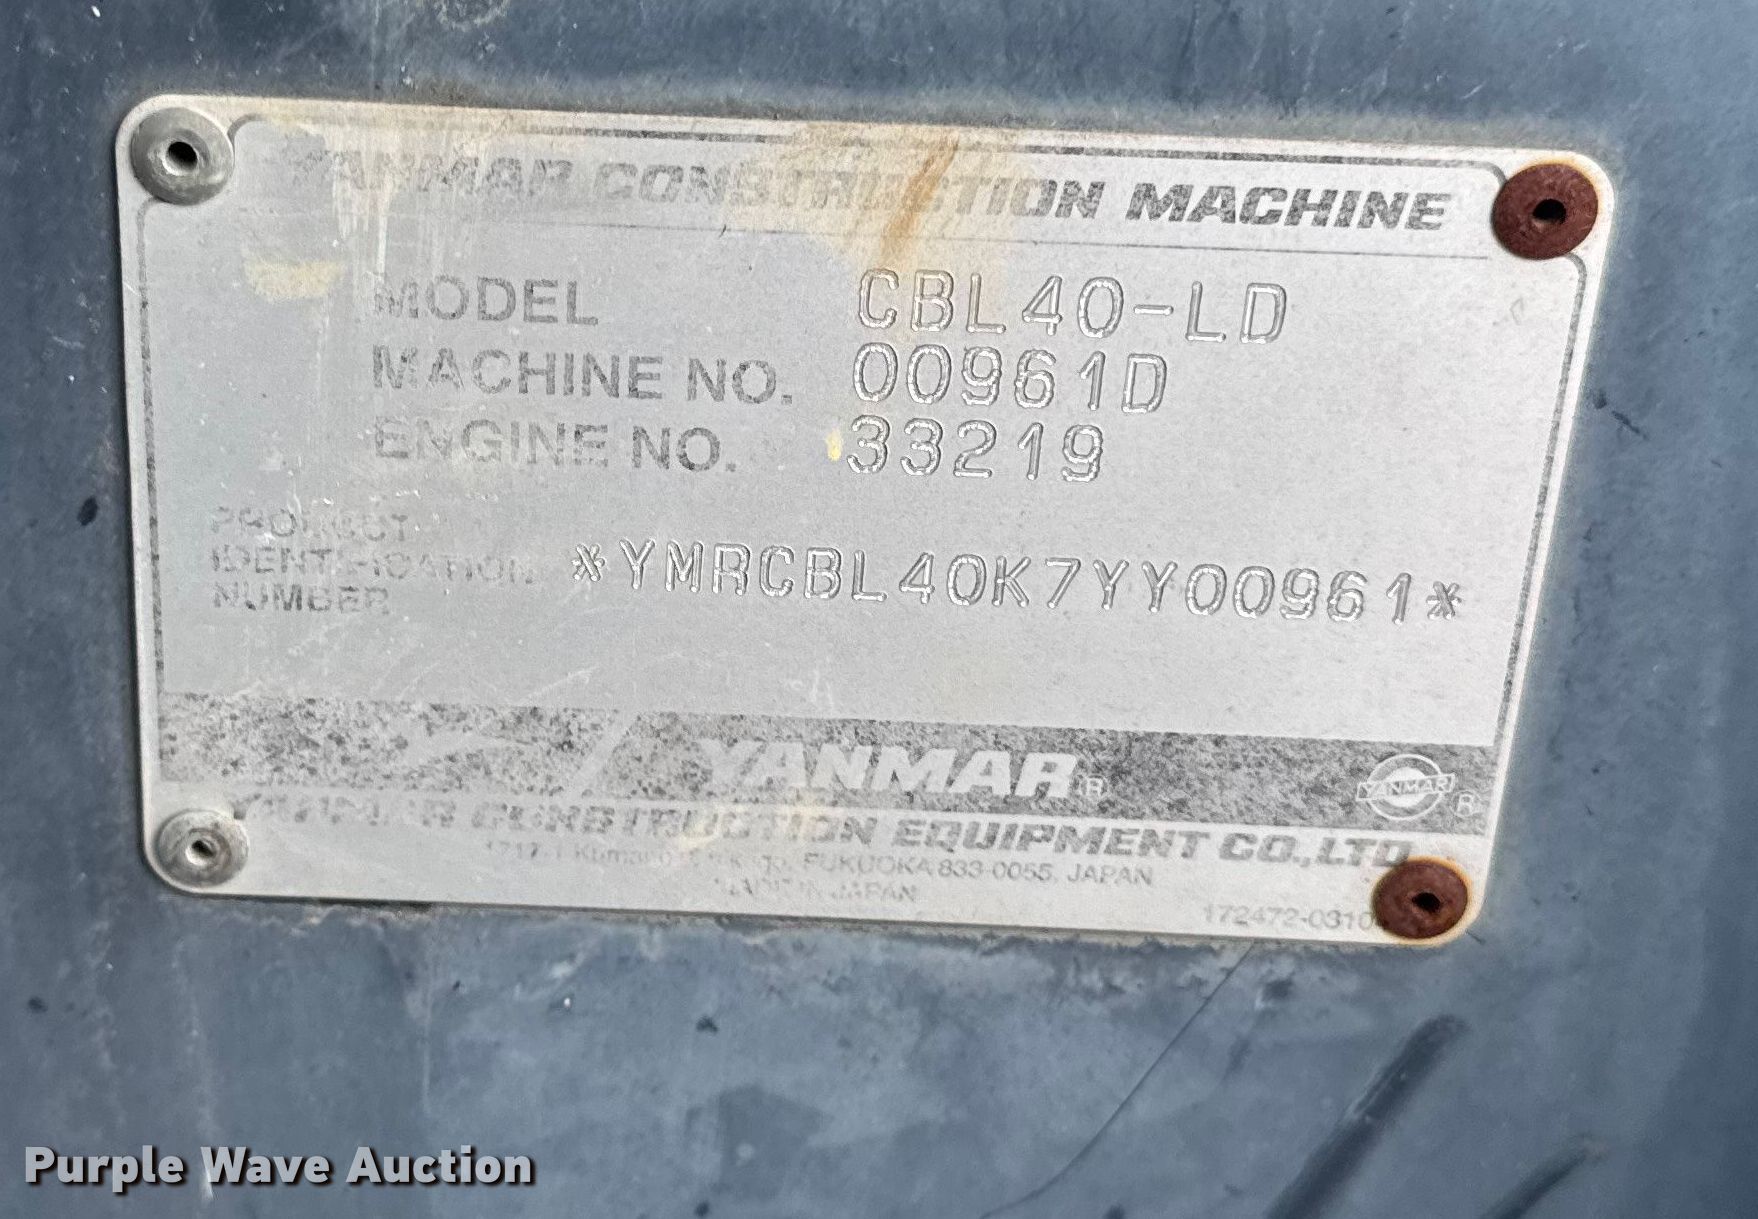 YANMAR CONSTRUCTION MACHINE
MODEL CBL40-LD
MACHINE NO. 00961D
ENGINE NO. 33219
PRODUCT
IDENTIFICATION
NUMBER
*YMRCBL40K7YY00961*
YANMAR®
YANMAR ®
YANMAR CONSTRUCTION EQUIPMENT CO.,LTD
FUKUOKA 833-0055, JAPAN
MADE IN JAPAN
Purple Wave Auction